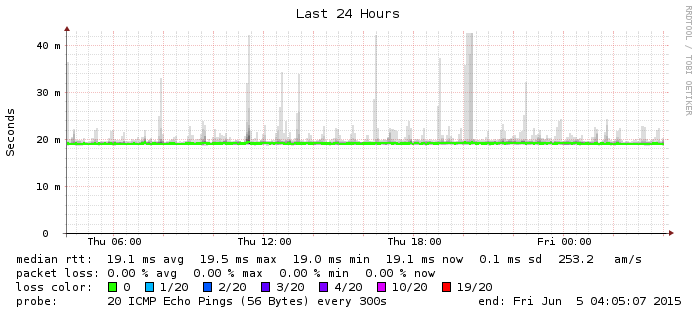 Last 24 Hours
RRDTOOL / TOBI OETIKER
Seconds
40 m
30 m
20 m
10 m
0
Thu 06:00 Thu 12:00 Thu 18:00 Fri 00:00
median rtt: 19.1 ms avg 19.5 ms max 19.0 ms min 19.1 ms now 0.1 ms sd 253.2 am/s
packet loss: 0.00 % avg 0.00 % max 0.00 % min 0.00 % now
loss color: 0 1/20 2/20 3/20 4/20 10/20 19/20
probe: 20 ICMP Echo Pings (56 Bytes) every 300s end: Fri Jun 5 04:05:07 2015